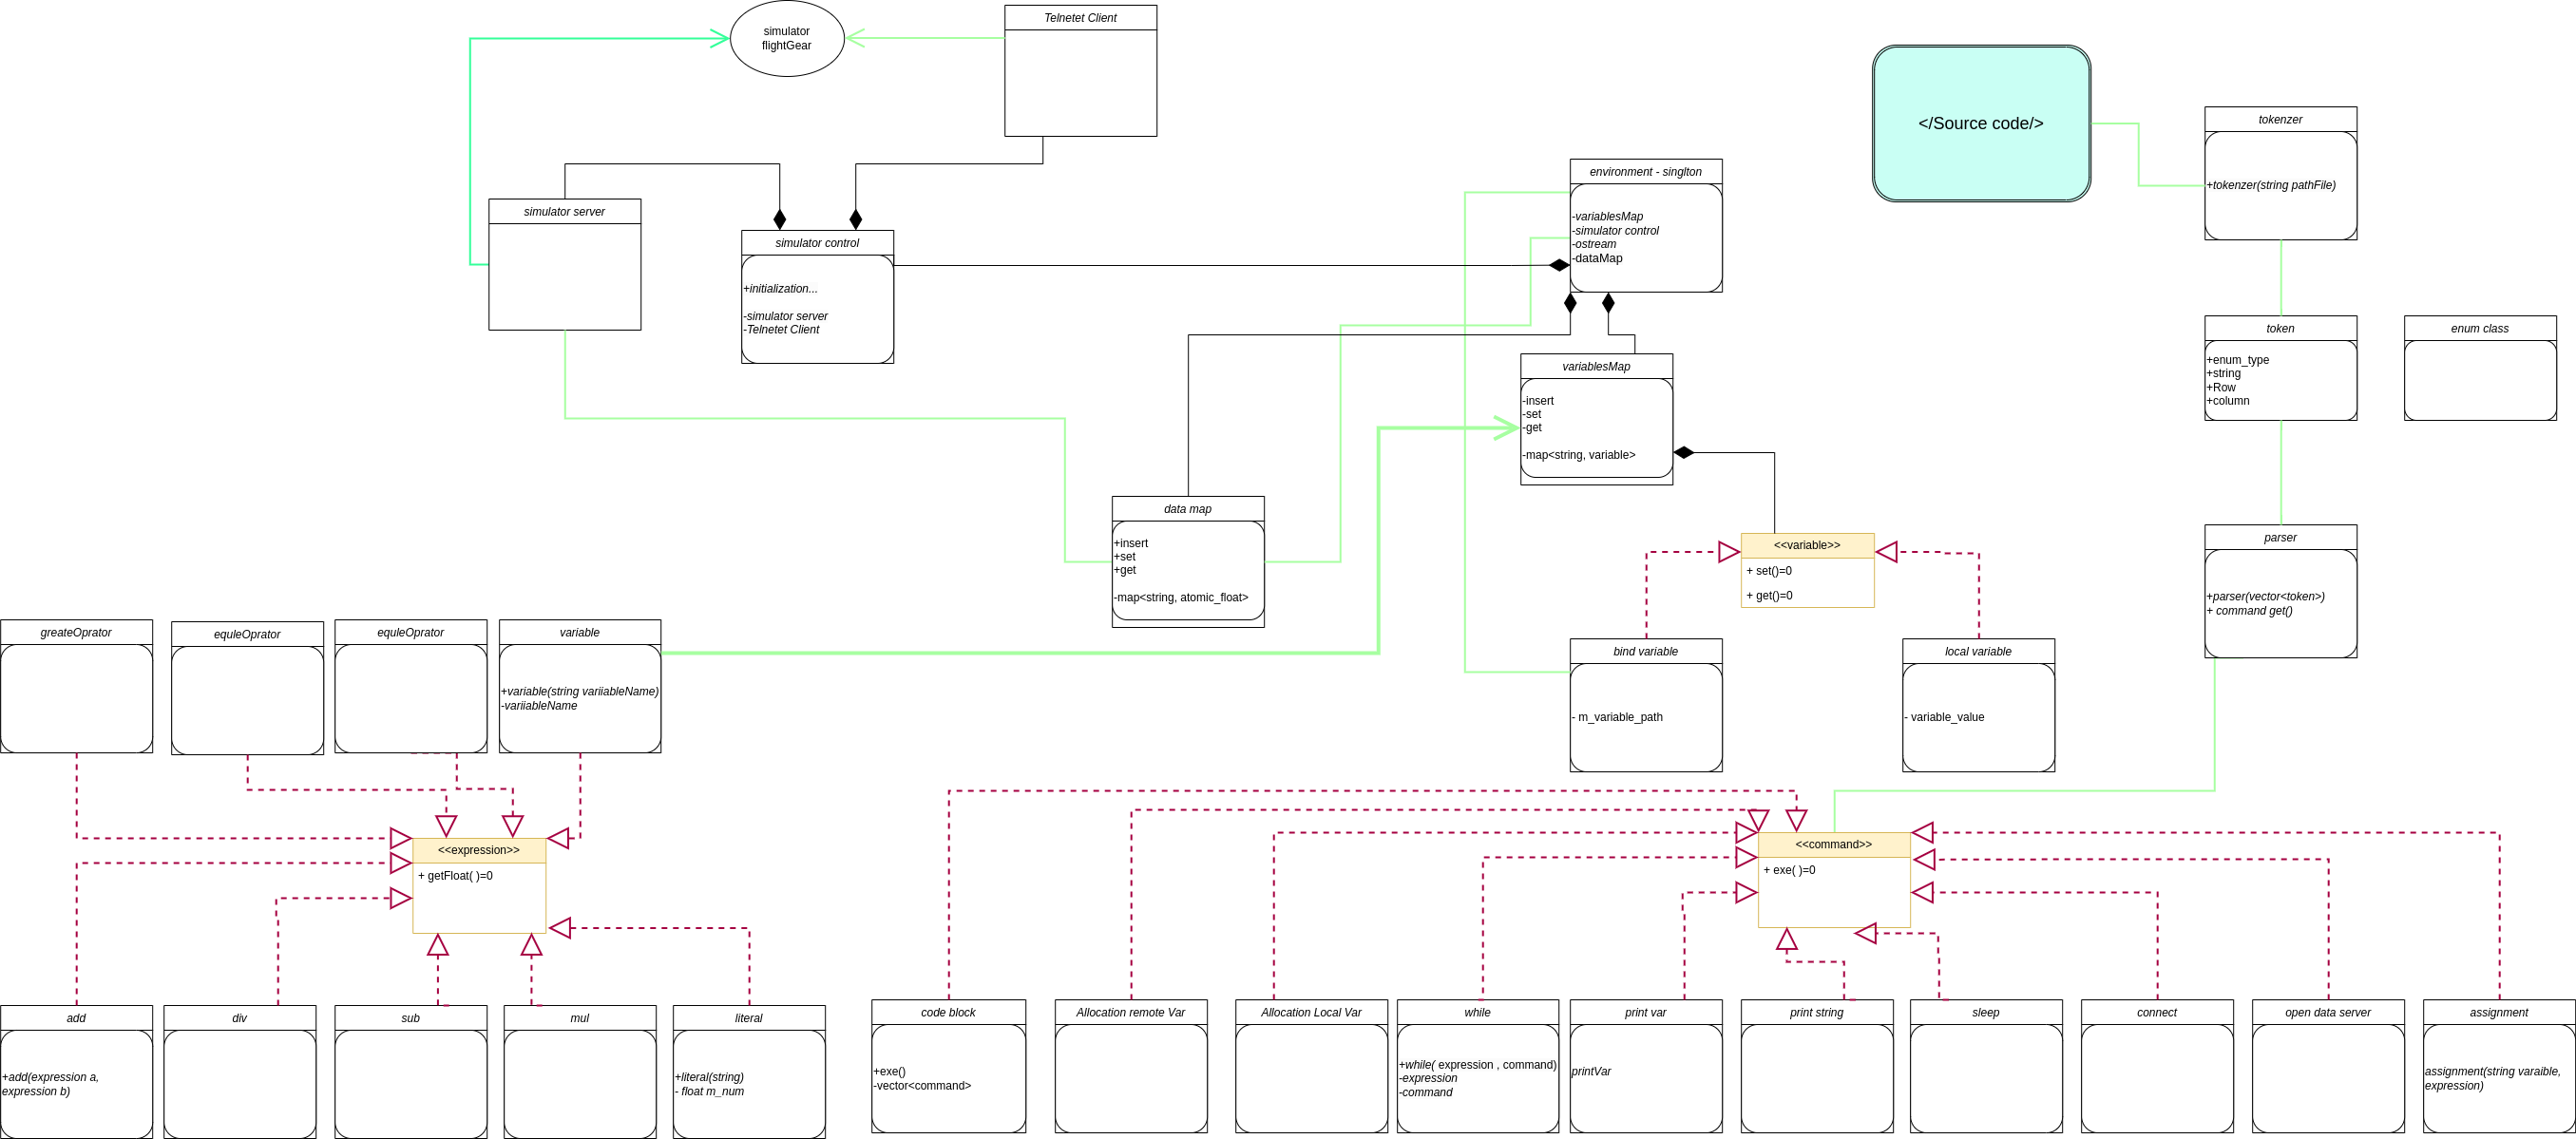 simulator
flightGear
Telnetet Client
</Source code/>
tokenzer
+tokenzer(string pathFile)
environment - singlton
-variablesMap
-simulator control
-ostream
-dataMap
simulator server
simulator control
+initialization...
-simulator server
-Telnetet Client
token
+enum_type
+string
+Row
+column
enum class
variablesMap
-insert
-set
-get
-map<string, variable>
data map
+insert
+set
+get
-map<string, atomic_float>
<<variable>>
+ set()=0
+ get()=0
parser
+parser(vector<token>)
+ command get()
greateOprator
equleOprator
equleOprator
variable
+variable(string variiableName)
-variiableName
bind variable
- m_variable_path
local variable
- variable_value
<<expression>>
+ getFloat( )=0
<<command>>
+ exe( )=0
add
+add(expression a,
expression b)
div
sub
mul
literal
+literal(string)
- float m_num
code block
+exe()
-vector<command>
Allocation remote Var
Allocation Local Var
while
+while( expression , command)
-expression
-command
print var
printVar
print string
sleep
connect
open data server
assignment
assignment(string varaible,
expression)